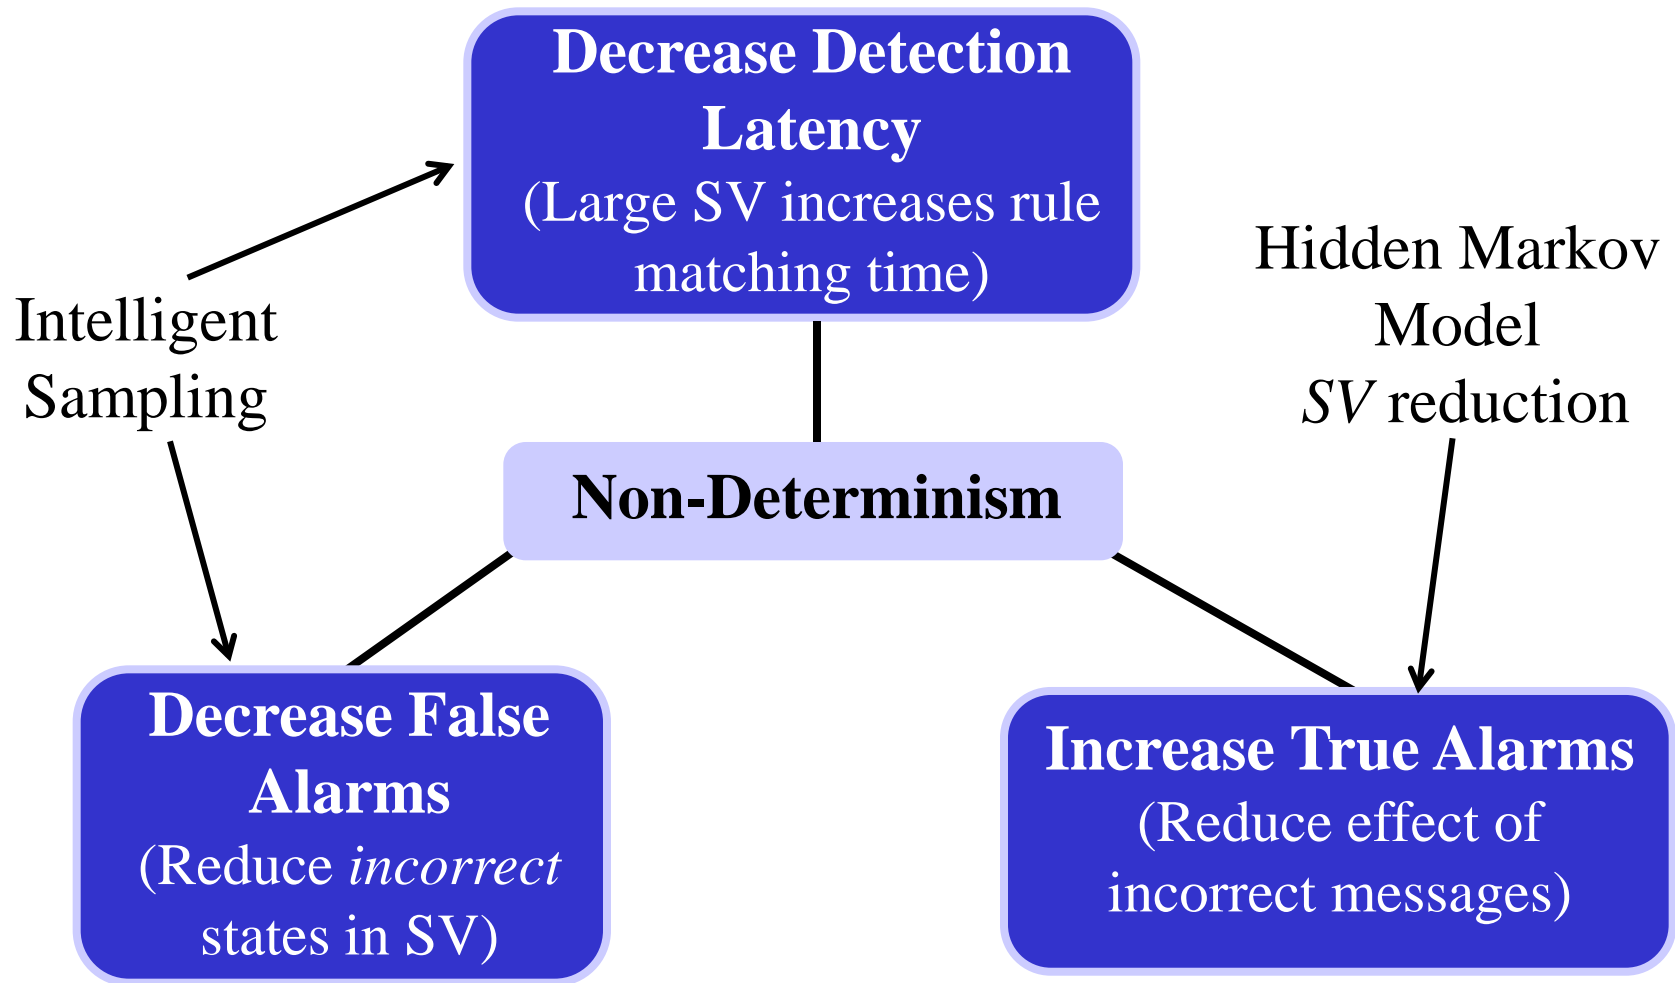 Decrease Detection
Latency
(Large SV increases rule
matching time)
Intelligent
Sampling
Hidden Markov
Model
SV reduction
Non-Determinism
Decrease False
Alarms
(Reduce incorrect
states in SV)
Increase True Alarms
(Reduce effect of
incorrect messages)